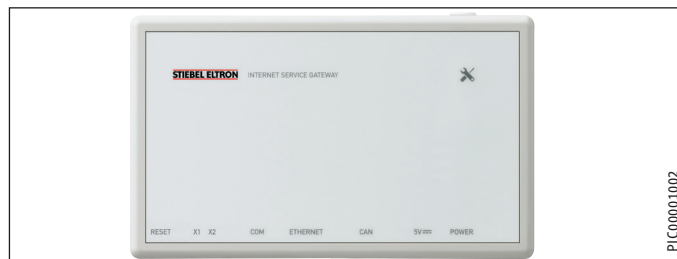 STIEBEL ELTRON INTERNET SERVICE GATEWAY
RESET X1 X2 COM ETHERNET CAN 5V⎓ POWER
PIC00001002